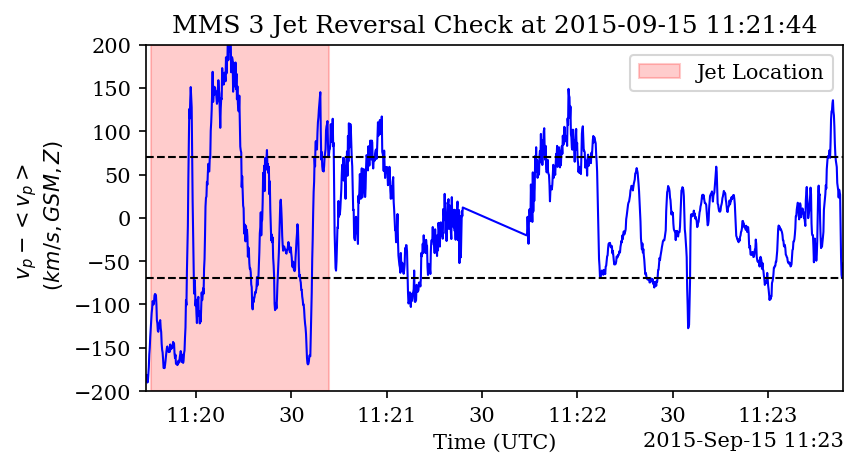 MMS 3 Jet Reversal Check at 2015-09-15 11:21:44
v_p − < v_p >
(km/s, GSM, Z)
200
150
100
50
0
−50
−100
−150
−200
Jet Location
11:20 30 11:21 30 11:22 30 11:23
Time (UTC)
2015-Sep-15 11:23